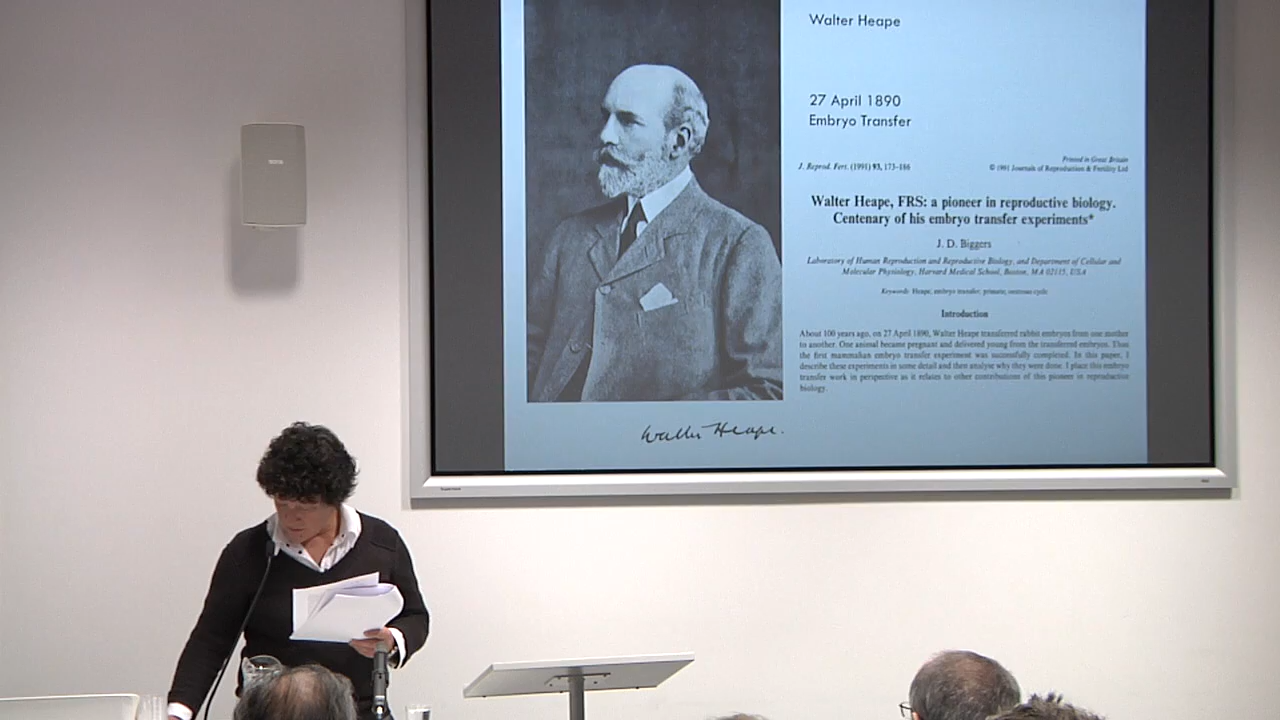 Walter Heape
27 April 1890
Embryo Transfer
J. Reprod. Fert. (1991) 93, 173-186
Printed in Great Britain
© 1991 Journals of Reproduction & Fertility Ltd
Walter Heape, FRS: a pioneer in reproductive biology.
Centenary of his embryo transfer experiments*
J. D. Biggers
Laboratory of Human Reproduction and Reproductive Biology, and Department of Cellular and
Molecular Physiology, Harvard Medical School, Boston, MA 02115, USA
Keywords: Heape; embryo transfer; primate; oestrous cycle
Introduction
About 100 years ago, on 27 April 1890, Walter Heape transferred rabbit embryos from one mother
to another. One animal became pregnant and delivered young from the transferred embryos. Thus
the first mammalian embryo transfer experiment was successfully completed. In this paper, I
describe these experiments in some detail and then analyse why they were done. I place this embryo
transfer work in perspective as it relates to other contributions of this pioneer in reproductive
biology.
Walter Heape.